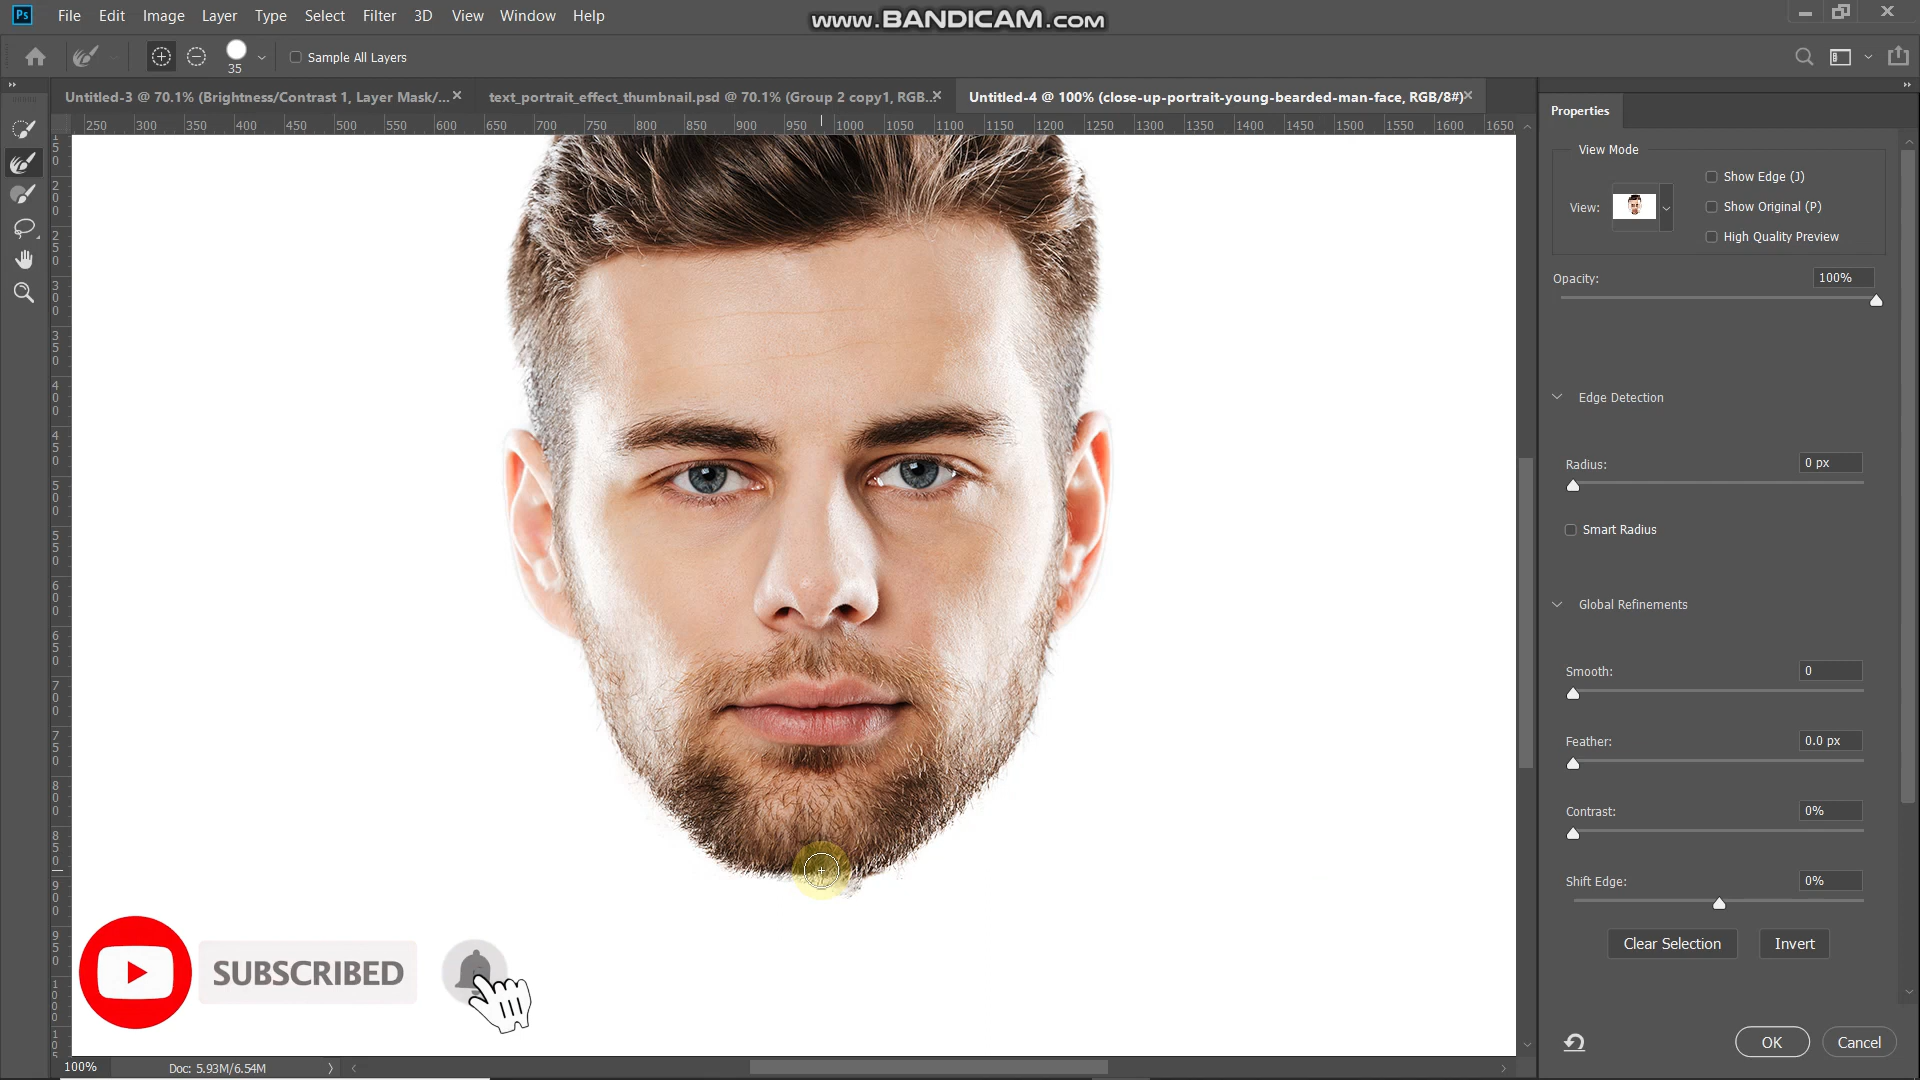 Ps File Edit Image Layer Type Select Filter 3D View Window Help
www.BANDICAM.com
35
Sample All Layers
Untitled-3 @ 70.1% (Brightness/Contrast 1, Layer Mask/...
text_portrait_effect_thumbnail.psd @ 70.1% (Group 2 copy1, RGB...
Untitled-4 @ 100% (close-up-portrait-young-bearded-man-face, RGB/8#)
250 300 350 400 450 500 550 600 650 700 750 800 850 900 950 1000 1050 1100 1150 1200 1250 1300 1350 1400 1450 1500 1550 1600 1650
Properties
View Mode
View:
Show Edge (J)
Show Original (P)
High Quality Preview
Opacity: 100%
Edge Detection
Radius: 0 px
Smart Radius
Global Refinements
Smooth: 0
Feather: 0.0 px
Contrast: 0%
Shift Edge: 0%
Clear Selection Invert
SUBSCRIBED
OK Cancel
100% Doc: 5.93M/6.54M